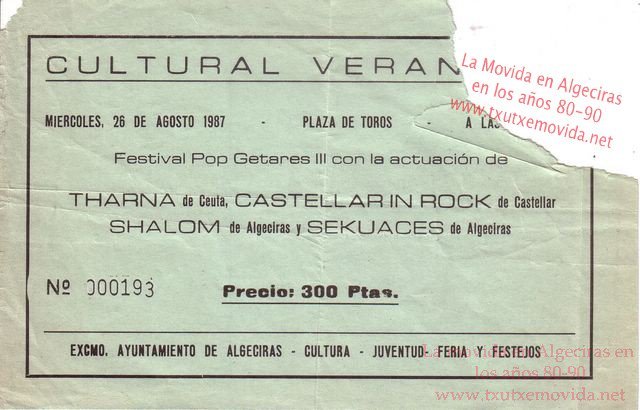 CULTURAL VERAN
La Movida en Algeciras
en los años 80-90
www.txutxemovida.net
MIERCOLES, 26 DE AGOSTO 1987 - PLAZA DE TOROS - A LAS
Festival Pop Getares III con la actuación de
THARNA de Ceuta, CASTELLAR IN ROCK de Castellar
SHALOM de Algeciras y SEKUACES de Algeciras
Nº 000193 Precio: 300 Ptas.
EXCMO. AYUNTAMIENTO DE ALGECIRAS - CULTURA - JUVENTUD. FERIA Y FESTEJOS
La Movida en Algeciras en
los años 80-90
www.txutxemovida.net